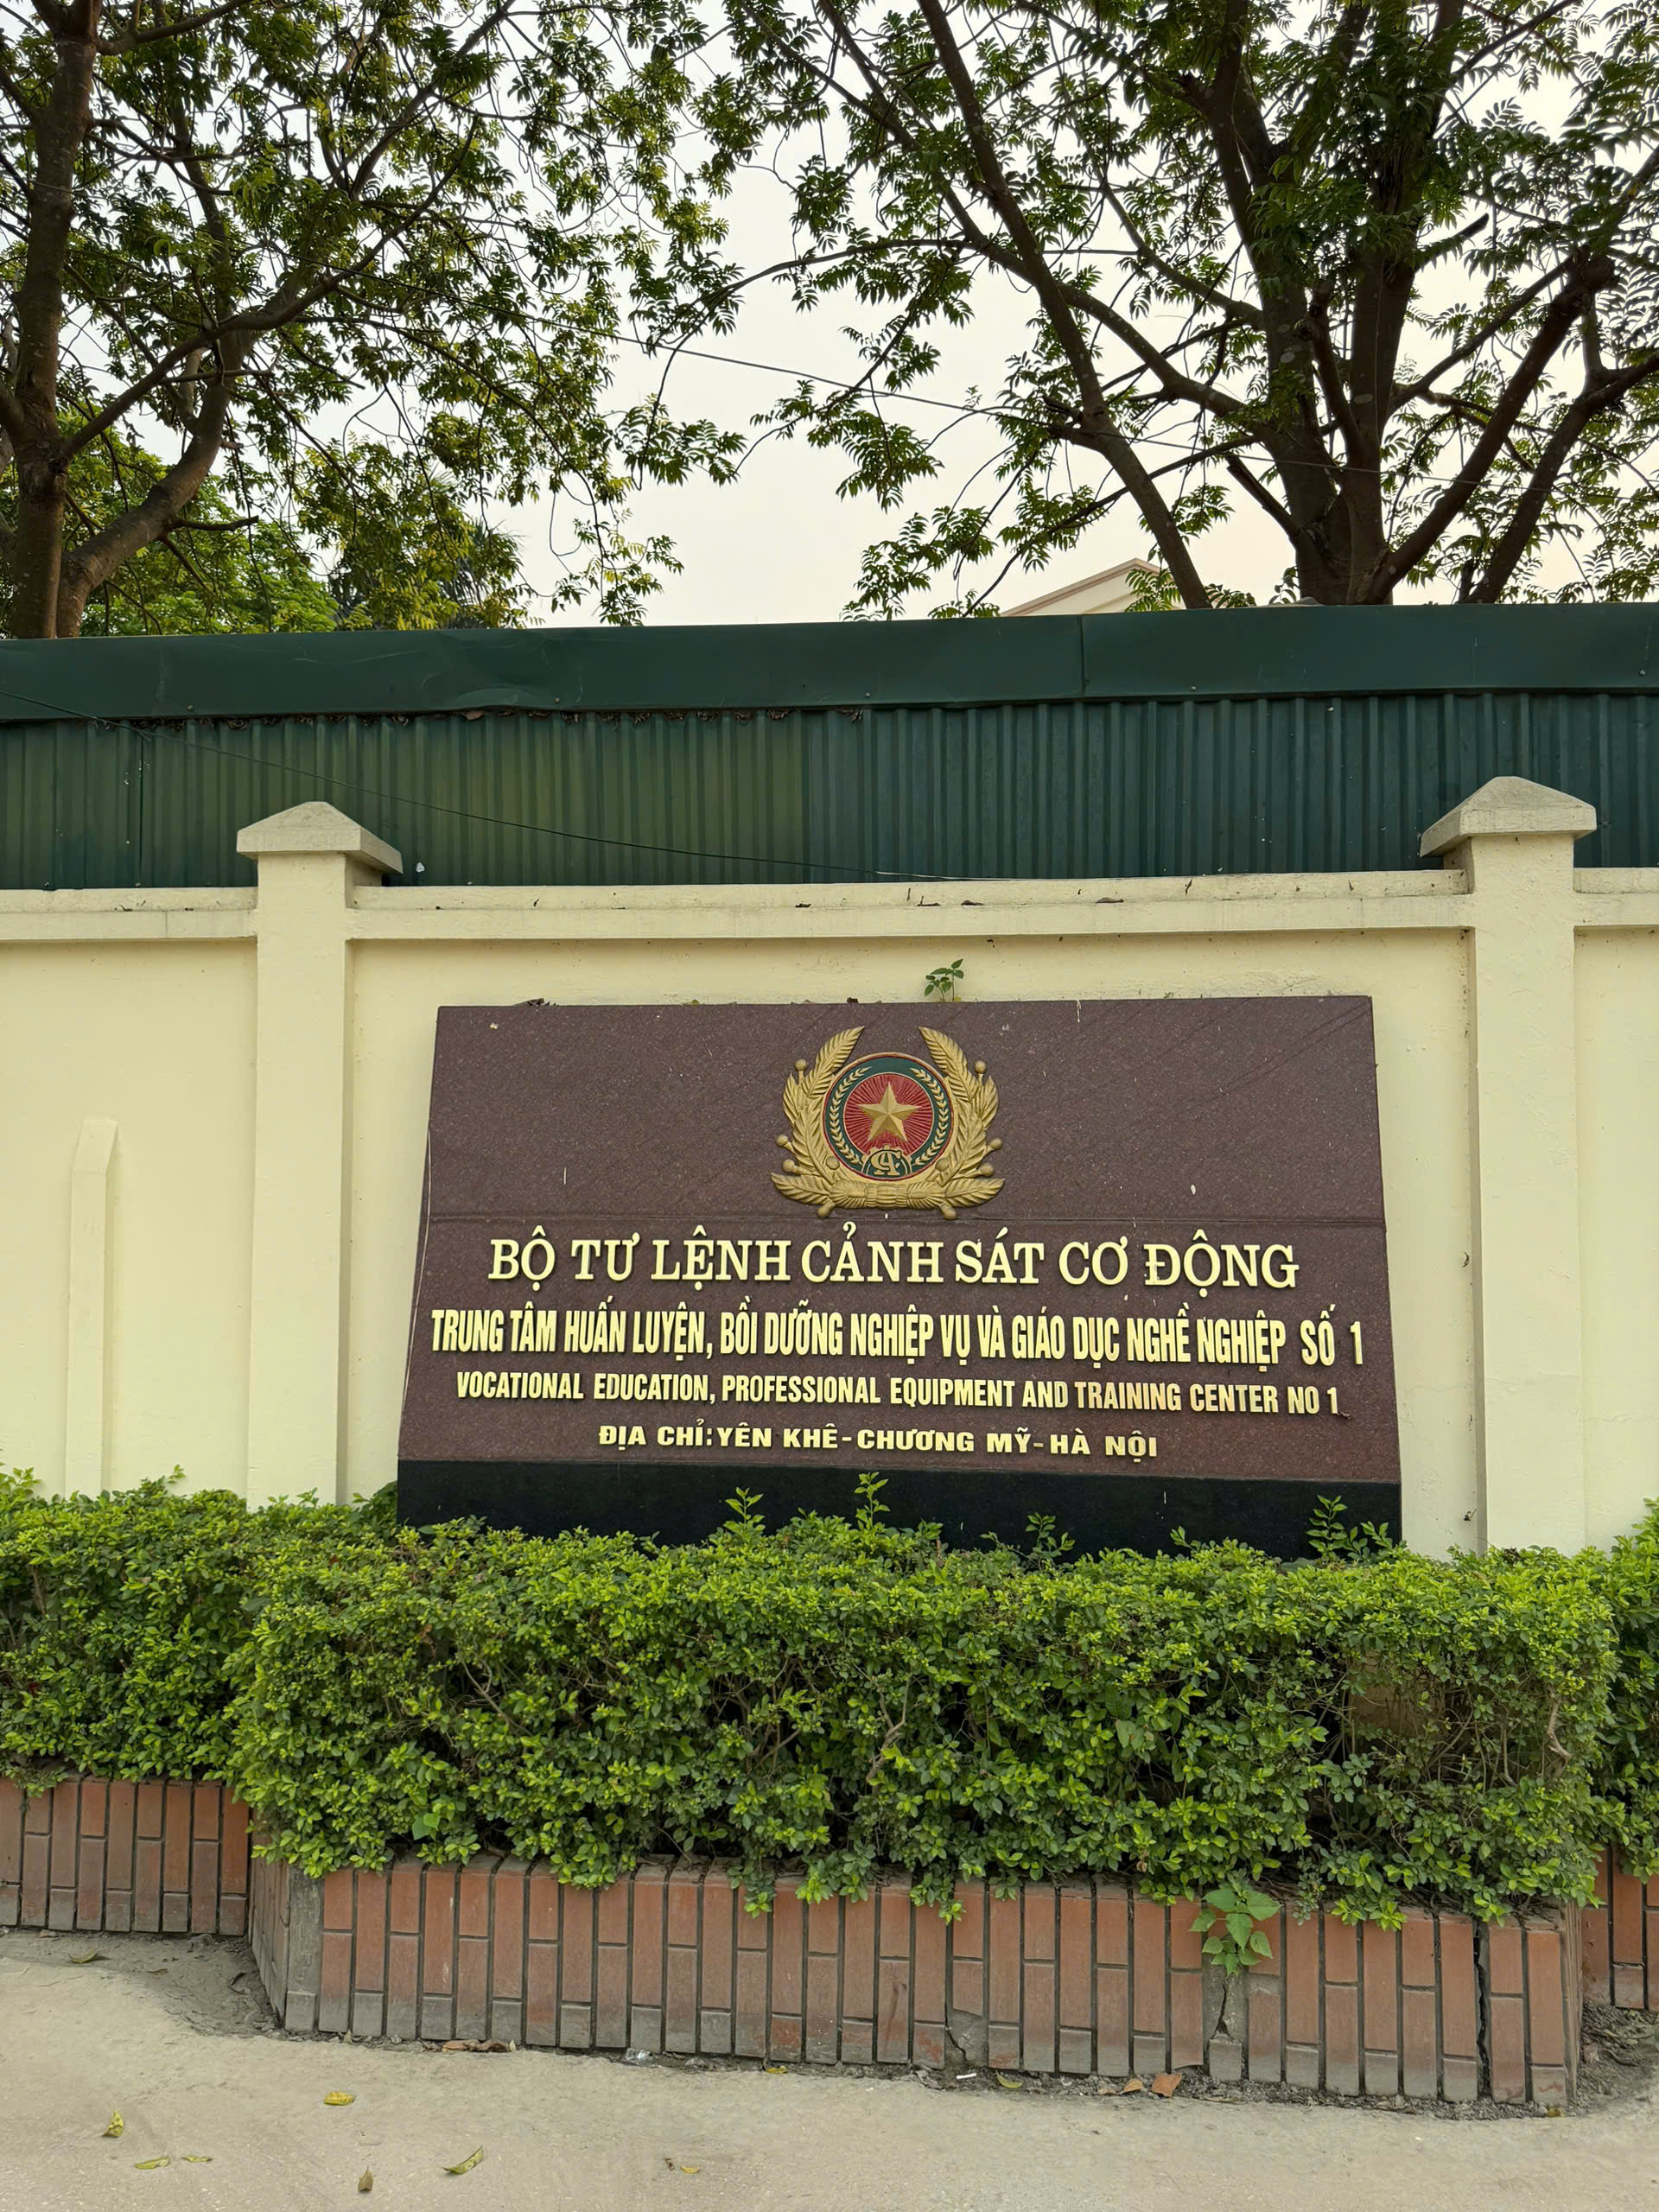 CA
BỘ TƯ LỆNH CẢNH SÁT CƠ ĐỘNG
TRUNG TÂM HUẤN LUYỆN, BỒI DƯỠNG NGHIỆP VỤ VÀ GIÁO DỤC NGHỀ NGHIỆP SỐ 1
VOCATIONAL EDUCATION, PROFESSIONAL EQUIPMENT AND TRAINING CENTER NO 1
ĐỊA CHỈ:YÊN KHÊ-CHƯƠNG MỸ-HÀ NỘI